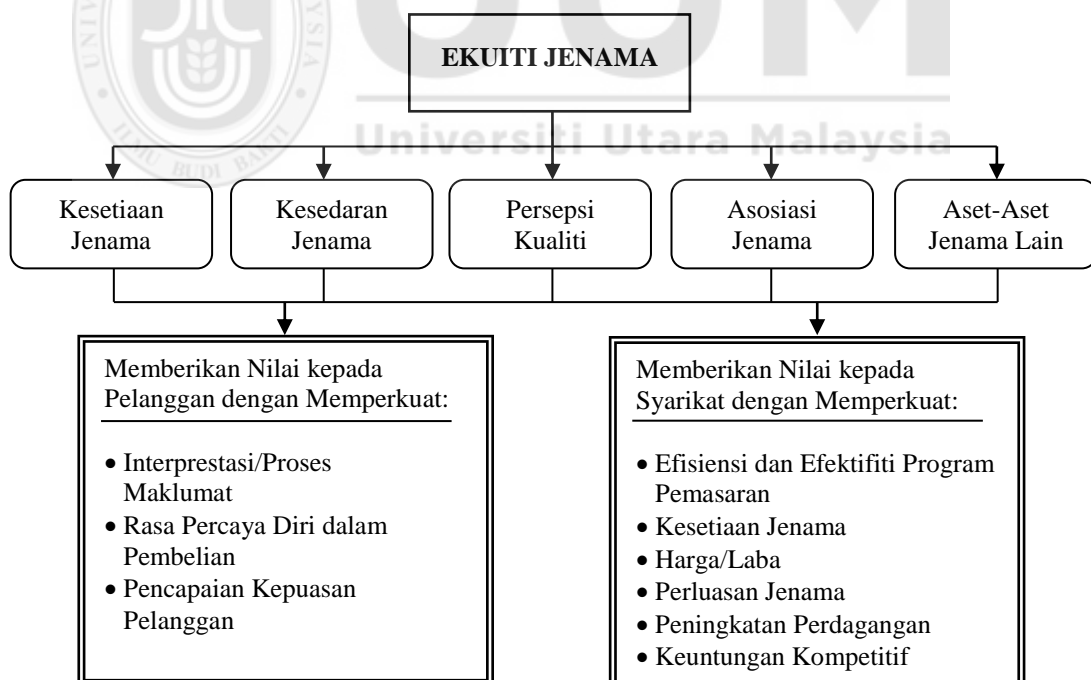 EKUITI JENAMA
Universiti Utara Malaysia
BUDI
Kesetiaan
Jenama
Kesedaran
Jenama
Persepsi
Kualiti
Asosiasi
Jenama
Aset-Aset
Jenama Lain
Memberikan Nilai kepada
Pelanggan dengan Memperkuat:
• Interprestasi/Proses
Maklumat
• Rasa Percaya Diri dalam
Pembelian
• Pencapaian Kepuasan
Pelanggan
Memberikan Nilai kepada
Syarikat dengan Memperkuat:
• Efisiensi dan Efektifiti Program
Pemasaran
• Kesetiaan Jenama
• Harga/Laba
• Perluasan Jenama
• Peningkatan Perdagangan
• Keuntungan Kompetitif